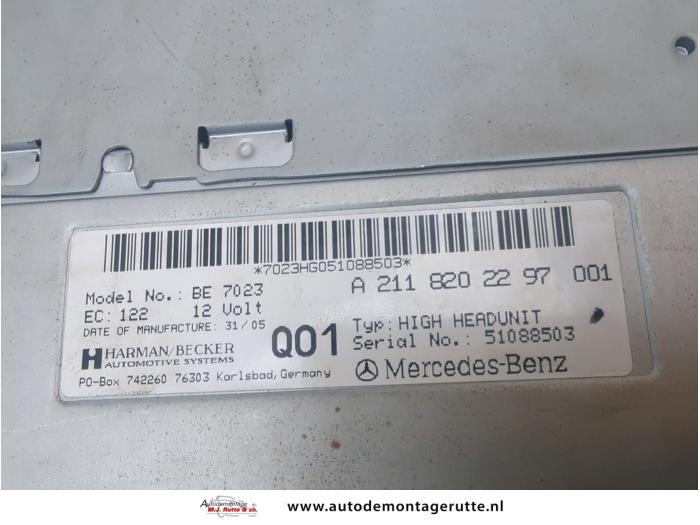 *7023HG051088503*
Model No.: BE 7023
A 211 820 22 97 001
EC: 122 12 Volt
Typ: HIGH HEADUNIT
DATE OF MANUFACTURE: 31/05
Q01
Serial No.: 51088503
HARMAN/BECKER
AUTOMOTIVE SYSTEMS
Mercedes-Benz
PO-Box 742260 76303 Karlsbad, Germany
Autodemontage
M.J. Rutte & zn.
www.autodemontagerutte.nl